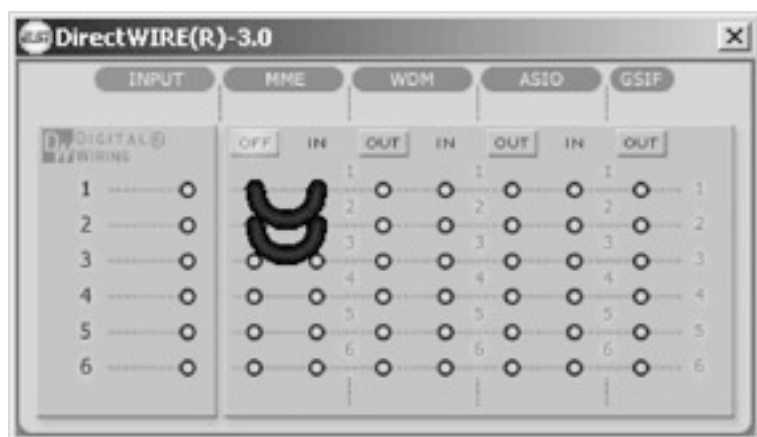 ESI DirectWIRE(R)-3.0
INPUT MME WDM ASIO GSIF
DIGITAL
WIRING
OFF IN OUT IN OUT IN OUT
1 1 1 1 1
2 2 2 2 2
3 3 3 3 3
4 4 4 4 4
5 5 5 5 5
6 6 6 6 6